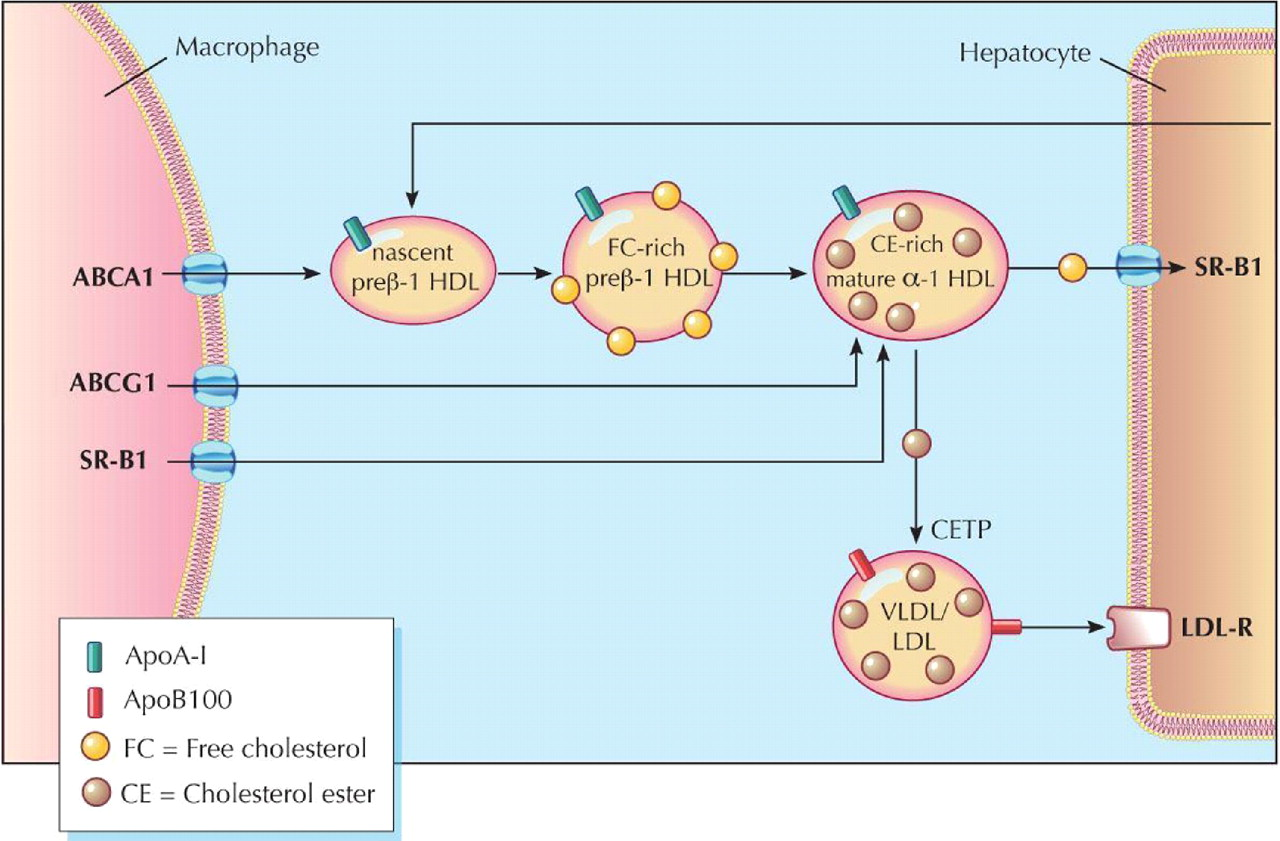 Macrophage
Hepatocyte
ABCA1
nascent
preβ-1 HDL
FC-rich
preβ-1 HDL
CE-rich
mature α-1 HDL
SR-B1
ABCG1
SR-B1
CETP
VLDL/
LDL
LDL-R
ApoA-I
ApoB100
FC = Free cholesterol
CE = Cholesterol ester